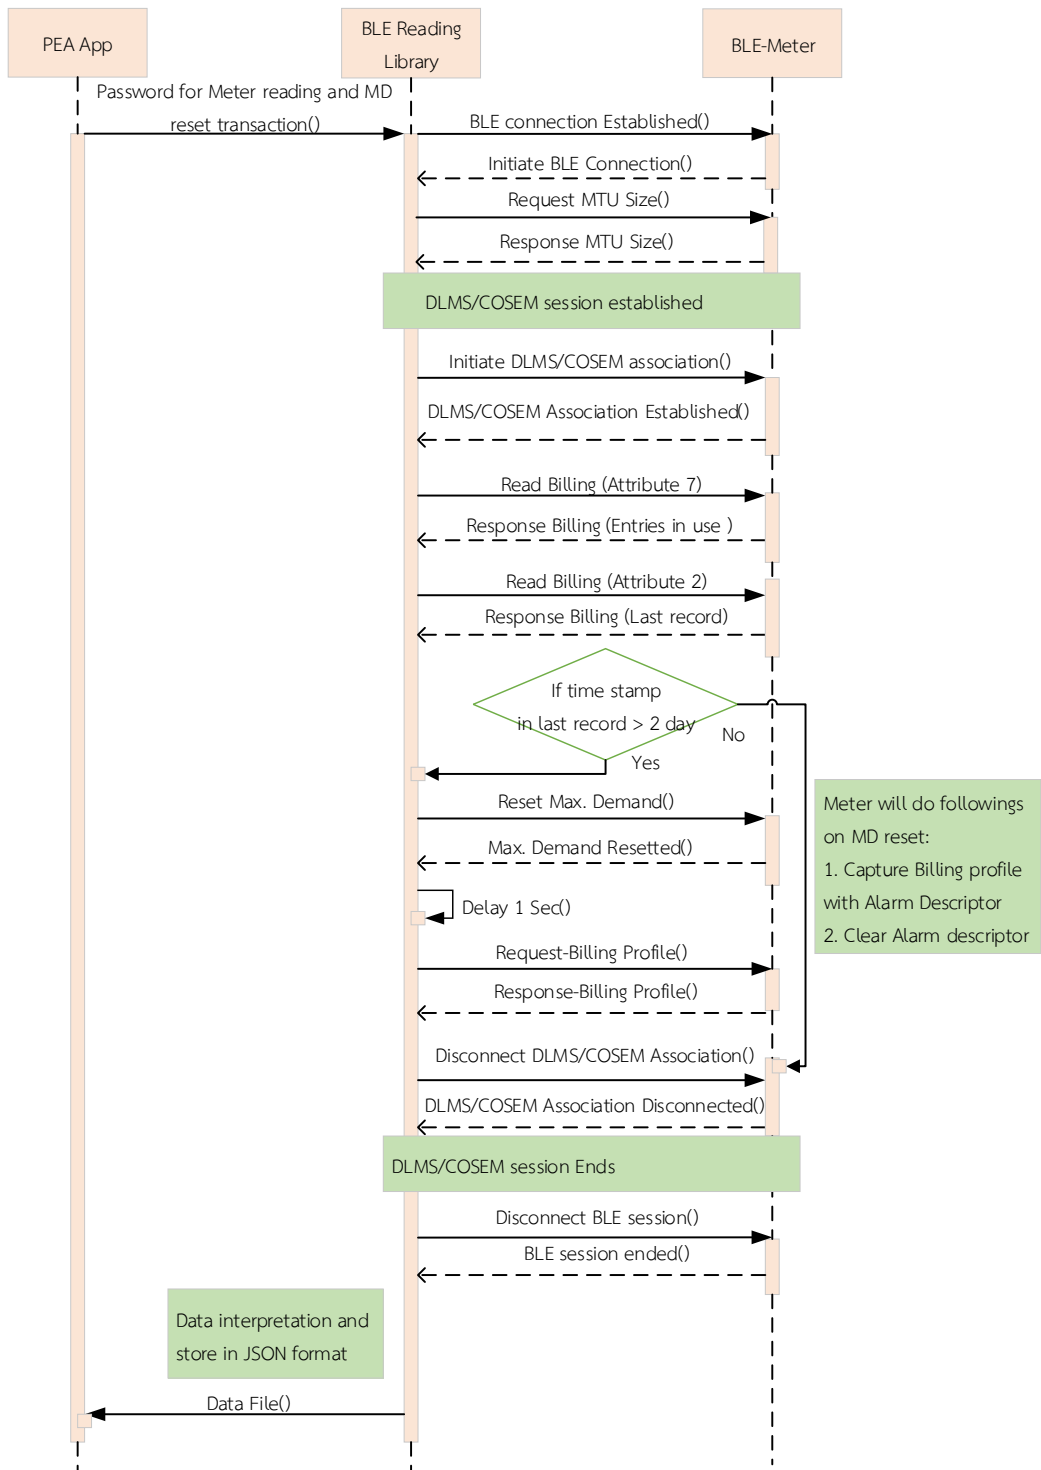 PEA App
BLE Reading
Library
BLE-Meter
Password for Meter reading and MD
reset transaction()
BLE connection Established()
Initiate BLE Connection()
Request MTU Size()
Response MTU Size()
DLMS/COSEM session established
Initiate DLMS/COSEM association()
DLMS/COSEM Association Established()
Read Billing (Attribute 7)
Response Billing (Entries in use )
Read Billing (Attribute 2)
Response Billing (Last record)
If time stamp
in last record > 2 day
No
Yes
Reset Max. Demand()
Max. Demand Resetted()
Meter will do followings
on MD reset:
1. Capture Billing profile
with Alarm Descriptor
2. Clear Alarm descriptor
Delay 1 Sec()
Request-Billing Profile()
Response-Billing Profile()
Disconnect DLMS/COSEM Association()
DLMS/COSEM Association Disconnected()
DLMS/COSEM session Ends
Disconnect BLE session()
BLE session ended()
Data interpretation and
store in JSON format
Data File()